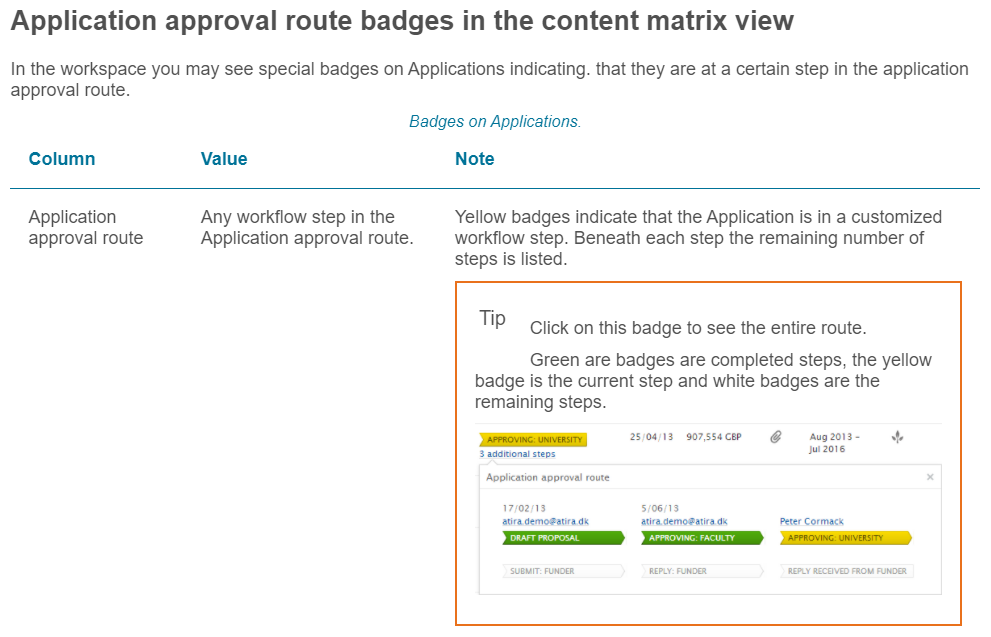 Application approval route badges in the content matrix view
In the workspace you may see special badges on Applications indicating. that they are at a certain step in the application
approval route.
Badges on Applications.
Column Value Note
Application
approval route
Any workflow step in the
Application approval route.
Yellow badges indicate that the Application is in a customized
workflow step. Beneath each step the remaining number of
steps is listed.
Tip
Click on this badge to see the entire route.
Green are badges are completed steps, the yellow
badge is the current step and white badges are the
remaining steps.
APPROVING: UNIVERSITY 25/04/13 907,554 GBP Aug 2013 –
Jul 2016
3 additional steps
Application approval route ×
17/02/13 5/06/13
atira.demo@atira.dk atira.demo@atira.dk Peter Cormack
DRAFT PROPOSAL APPROVING: FACULTY APPROVING: UNIVERSITY
SUBMIT: FUNDER REPLY: FUNDER REPLY RECEIVED FROM FUNDER